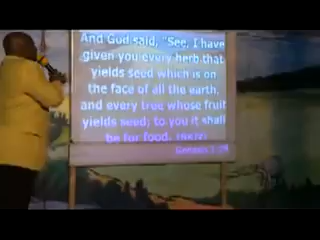 And God said, "See, I have
given you every herb that
yields seed which is on
the face of all the earth,
and every tree whose fruit
yields seed; to you it shall
be for food. (NKJV)
Genesis 1:29